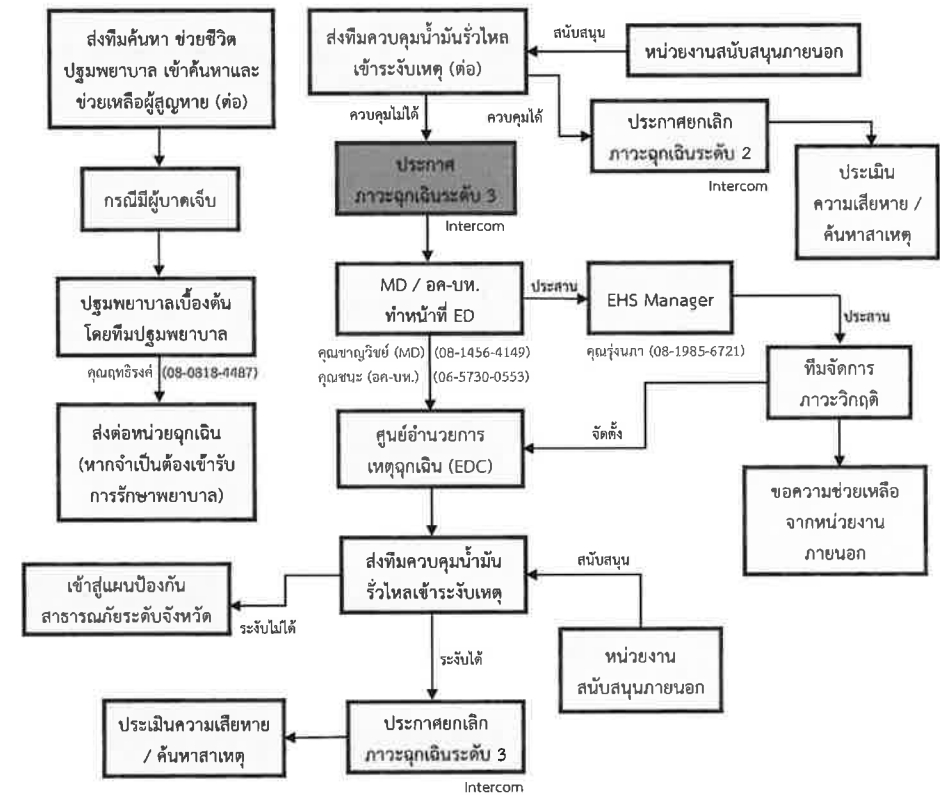 ส่งทีมค้นหา ช่วยชีวิต
ปฐมพยาบาล เข้าค้นหาและ
ช่วยเหลือผู้สูญหาย (ต่อ)
กรณีมีผู้บาดเจ็บ
ปฐมพยาบาลเบื้องต้น
โดยทีมปฐมพยาบาล
คุณฤทธิรงค์ (08-0818-4487)
ส่งต่อหน่วยฉุกเฉิน
(หากจำเป็นต้องเข้ารับ
การรักษาพยาบาล)
ส่งทีมควบคุมน้ำมันรั่วไหล
เข้าระงับเหตุ (ต่อ)
สนับสนุน
หน่วยงานสนับสนุนภายนอก
ควบคุมไม่ได้
ควบคุมได้
ประกาศยกเลิก
ภาวะฉุกเฉินระดับ 2
Intercom
ประเมิน
ความเสียหาย /
ค้นหาสาเหตุ
ประกาศ
ภาวะฉุกเฉินระดับ 3
Intercom
MD / อค-บห.
ทำหน้าที่ ED
ประสาน
EHS Manager
ประสาน
คุณชาญวิชย์ (MD) (08-1456-4149)
คุณชนะ (อค-บห.) (06-5730-0553)
คุณรุ่งนภา (08-1985-6721)
ทีมจัดการ
ภาวะวิกฤติ
จัดตั้ง
ศูนย์อำนวยการ
เหตุฉุกเฉิน (EDC)
ขอความช่วยเหลือ
จากหน่วยงาน
ภายนอก
ส่งทีมควบคุมน้ำมัน
รั่วไหลเข้าระงับเหตุ
สนับสนุน
หน่วยงาน
สนับสนุนภายนอก
เข้าสู่แผนป้องกัน
สาธารณภัยระดับจังหวัด
ระงับไม่ได้
ระงับได้
ประกาศยกเลิก
ภาวะฉุกเฉินระดับ 3
Intercom
ประเมินความเสียหาย
/ ค้นหาสาเหตุ